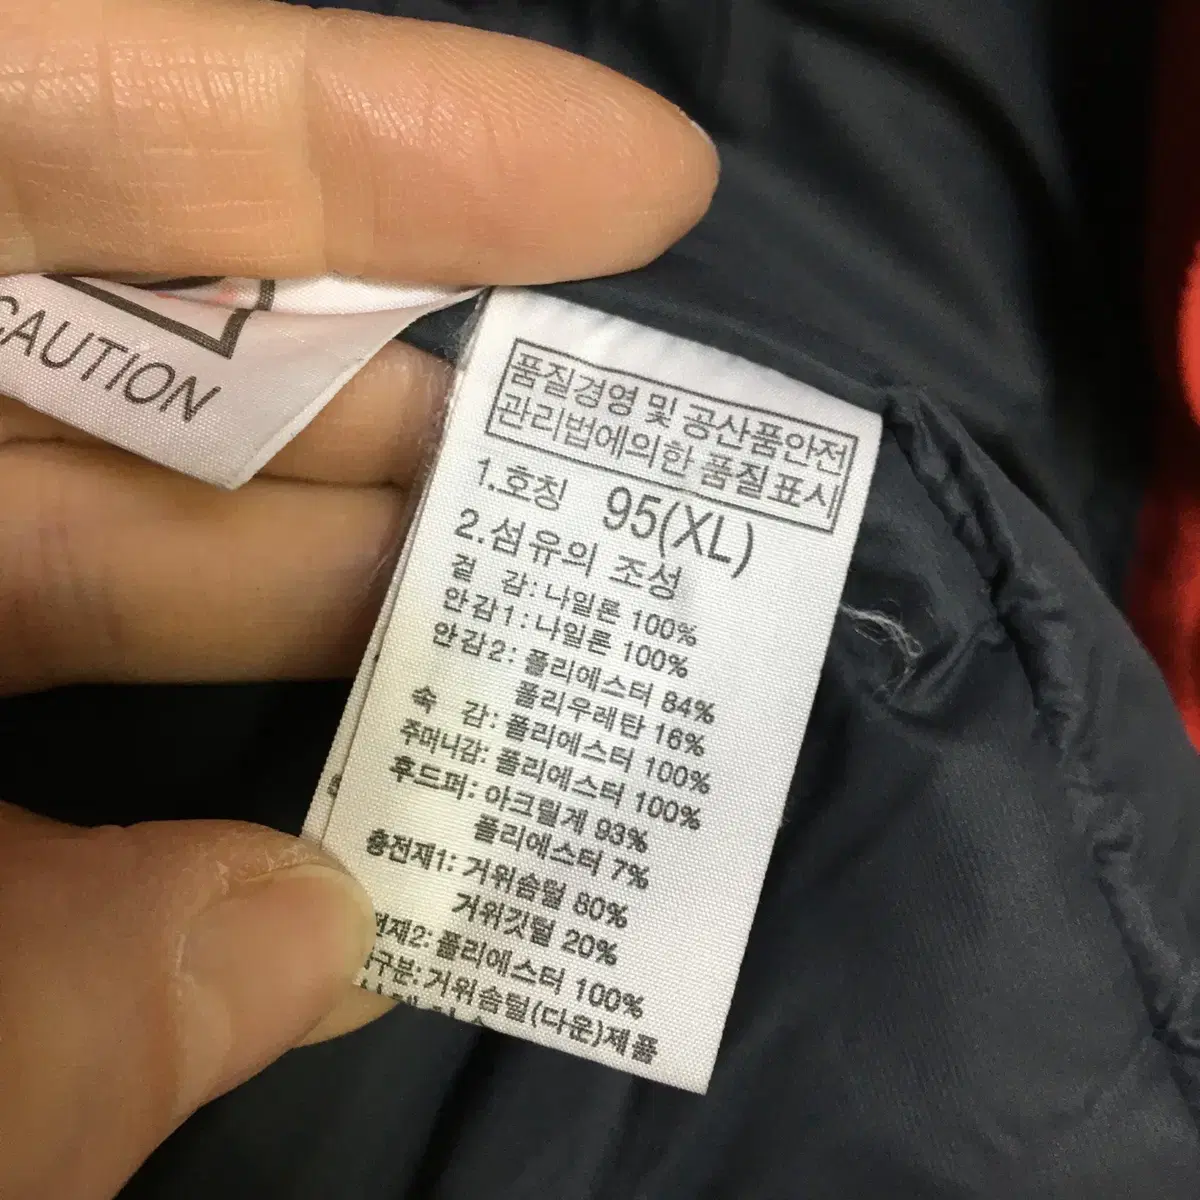 CAUTION
품질경영 및 공산품안전
관리법에의한 품질표시
1.호칭 95(XL)
2.섬유의 조성
겉 감: 나일론 100%
안감1: 나일론 100%
안감2: 폴리에스터 84%
폴리우레탄 16%
속 감: 폴리에스터 100%
주머니감: 폴리에스터 100%
후드퍼: 아크릴계 93%
폴리에스터 7%
충전재1: 거위솜털 80%
거위깃털 20%
전재2: 폴리에스터 100%
구분: 거위솜털(다운)제품